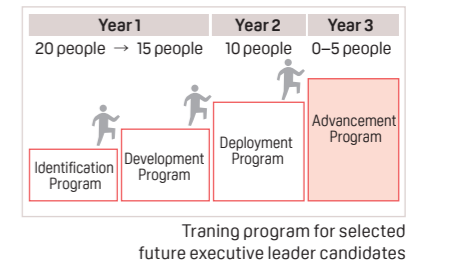 Year 1 Year 2 Year 3
20 people → 15 people 10 people 0–5 people
Identification
Program
Development
Program
Deployment
Program
Advancement
Program
Traning program for selected
future executive leader candidates